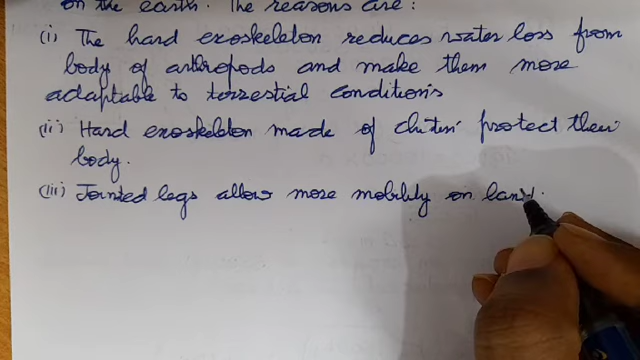 on the earth. The reasons are:
(i) The hard exoskeleton reduces water loss from
body of arthropods and make them more
adaptable to terrestial conditions
(ii) Hard exoskeleton made of chitin protect their
body.
(iii) Jointed legs allow more mobility on land.